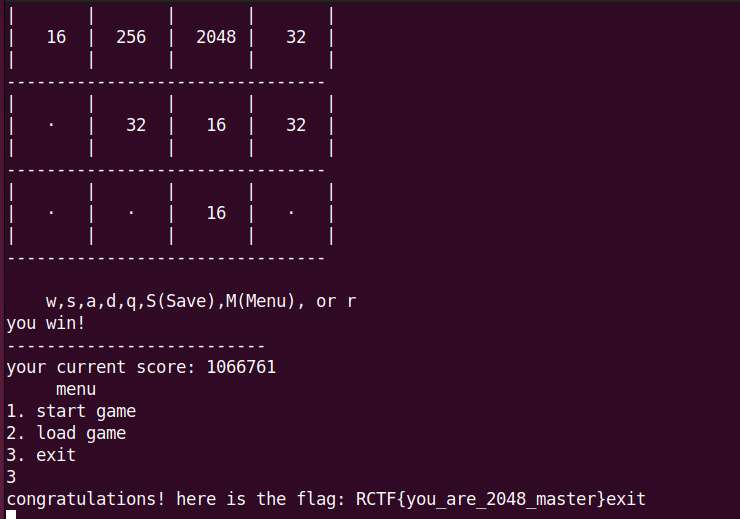 |       |       |       |       |
|   16  |  256  |  2048 |   32  |
|       |       |       |       |
--------------------------------
|       |       |       |       |
|   ·   |   32  |   16  |   32  |
|       |       |       |       |
--------------------------------
|       |       |       |       |
|   ·   |   ·   |   16  |   ·   |
|       |       |       |       |
--------------------------------
    w,s,a,d,q,S(Save),M(Menu), or r
you win!
--------------------------
your current score: 1066761
     menu
1. start game
2. load game
3. exit
3
congratulations! here is the flag: RCTF{you_are_2048_master}exit